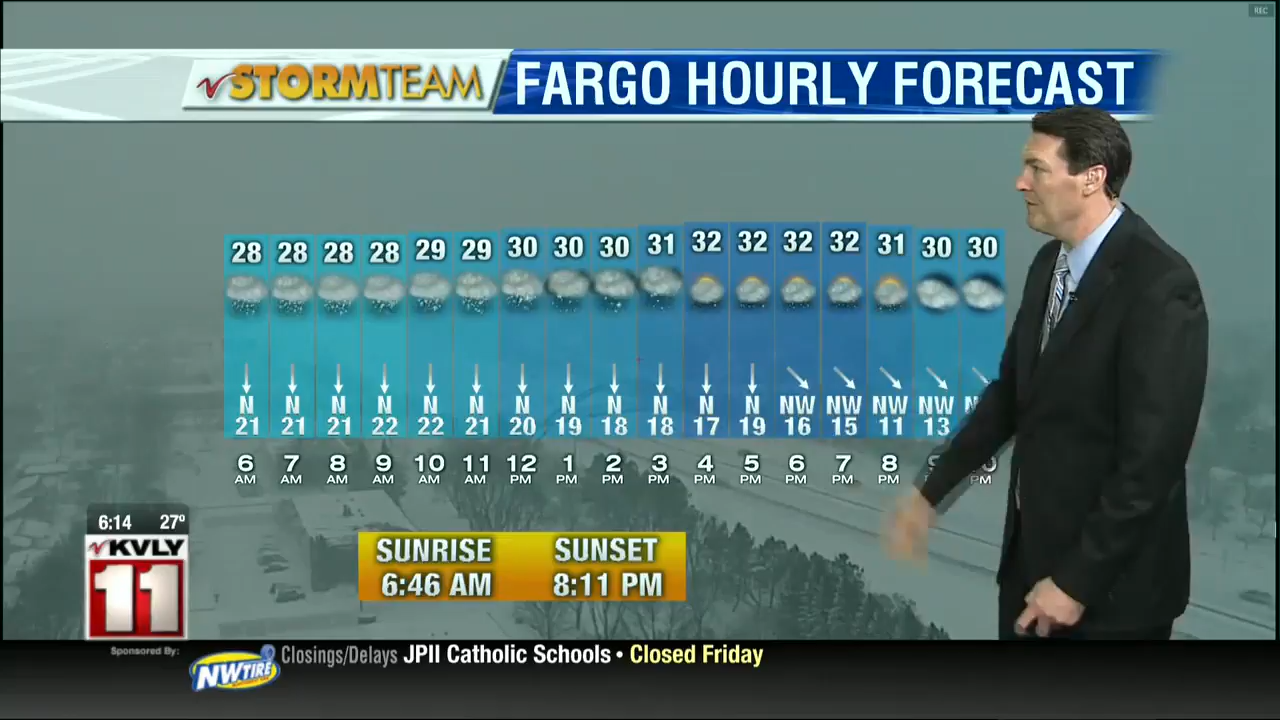 REC
STORMTEAM FARGO HOURLY FORECAST
28 28 28 28 29 29 30 30 30 31 32 32 32 32 31 30 30
N N N N N N N N N N N N NW NW NW NW
21 21 21 22 22 21 20 19 18 18 17 19 16 15 11 13
6 7 8 9 10 11 12 1 2 3 4 5 6 7 8
AM AM AM AM AM AM PM PM PM PM PM PM PM PM PM PM PM
6:14 27°
KVLY
11
SUNRISE SUNSET
6:46 AM 8:11 PM
Sponsored By:
NWTIRE
Closings/Delays JPII Catholic Schools • Closed Friday